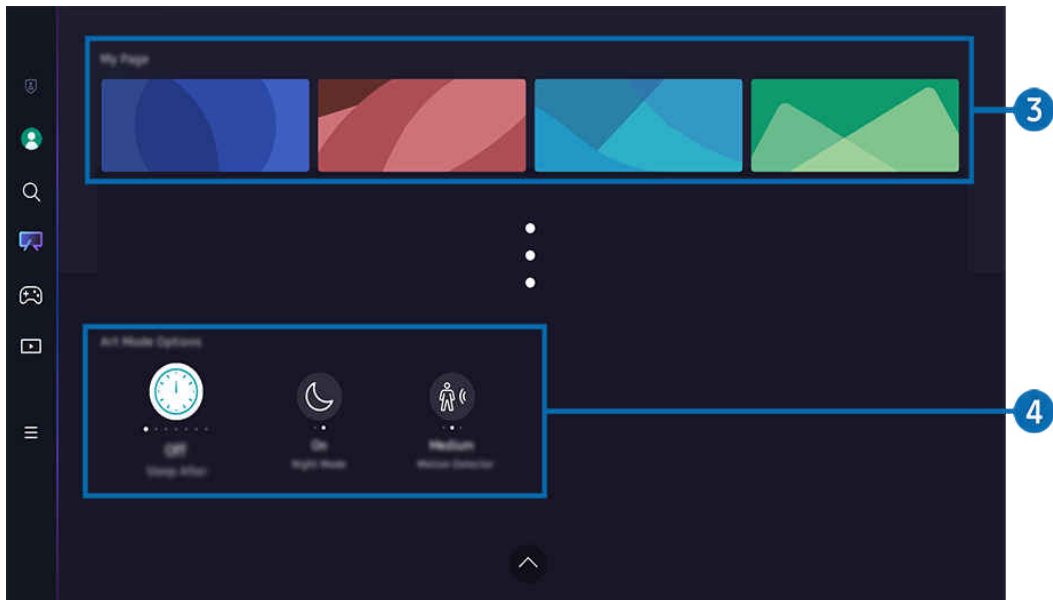 My Page
3
Art Mode Options
Off
On
Medium
Sleep After
Night Mode
Motion Detector
4